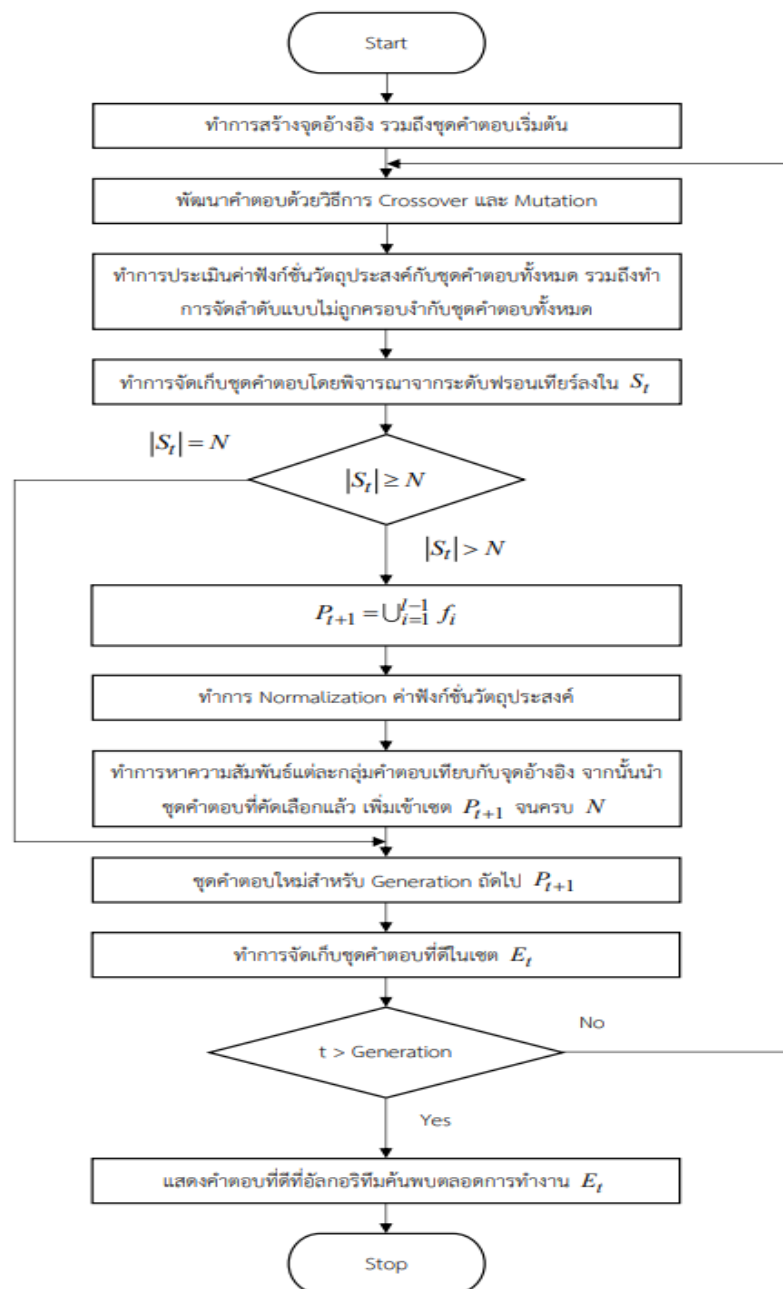 Start
ทำการสร้างจุดอ้างอิง รวมถึงชุดคำตอบเริ่มต้น
พัฒนาคำตอบด้วยวิธีการ Crossover และ Mutation
ทำการประเมินค่าฟังก์ชั่นวัตถุประสงค์กับชุดคำตอบทั้งหมด รวมถึงทำ
การจัดลำดับแบบไม่ถูกครอบงำกับชุดคำตอบทั้งหมด
ทำการจัดเก็บชุดคำตอบโดยพิจารณาจากระดับฟรอนเทียร์ลงใน $S_t$
$|S_t| = N$
$|S_t| \geq N$
$|S_t| > N$
$P_{t+1} = \bigcup_{i=1}^{l-1} f_i$
ทำการ Normalization ค่าฟังก์ชั่นวัตถุประสงค์
ทำการหาความสัมพันธ์แต่ละกลุ่มคำตอบเทียบกับจุดอ้างอิง จากนั้นนำ
ชุดคำตอบที่คัดเลือกแล้ว เพิ่มเข้าเซต $P_{t+1}$ จนครบ $N$
ชุดคำตอบใหม่สำหรับ Generation ถัดไป $P_{t+1}$
ทำการจัดเก็บชุดคำตอบที่ดีในเซต $E_t$
t > Generation
No
Yes
แสดงคำตอบที่ดีที่อัลกอริทึมค้นพบตลอดการทำงาน $E_t$
Stop